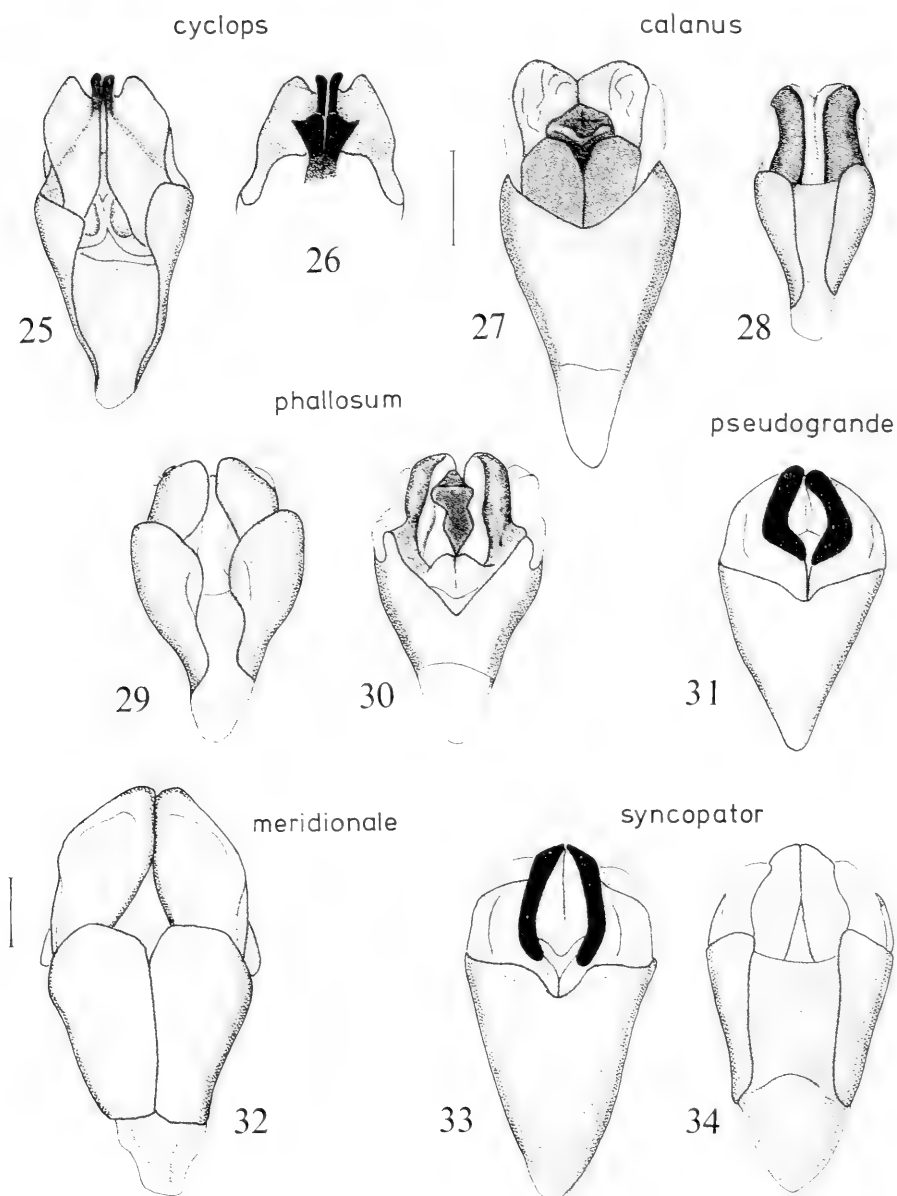 cyclops
calanus
25
26
27
28
phallosum
pseudogrande
29
30
31
meridionale
syncopator
32
33
34